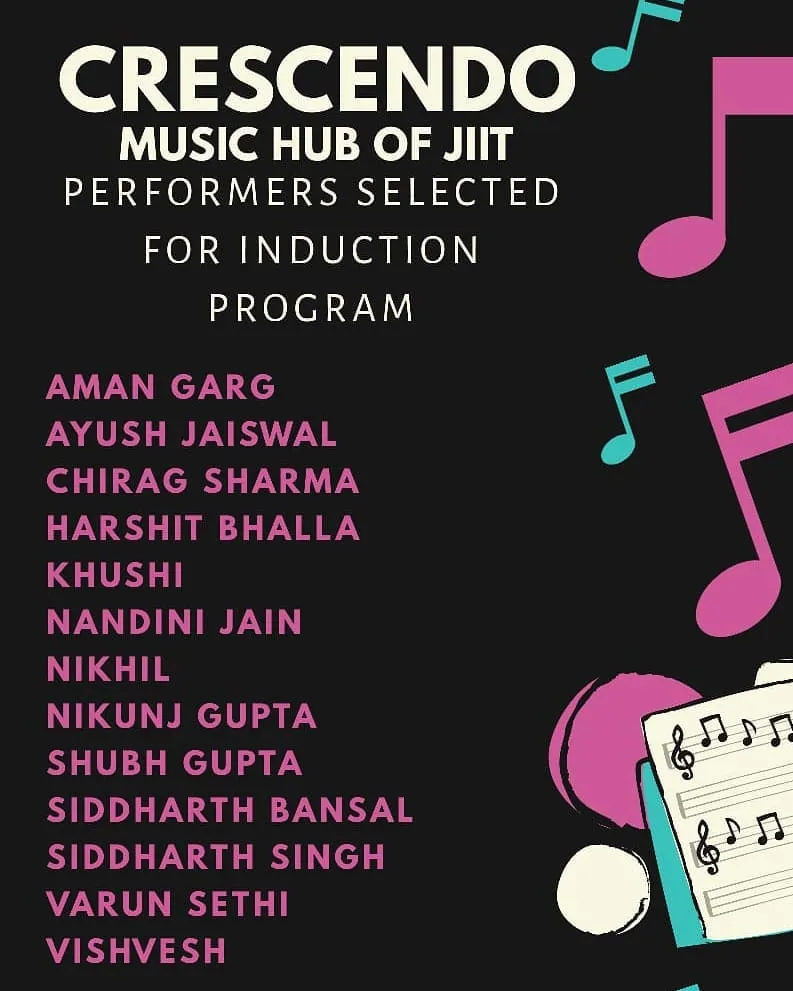 CRESCENDO
MUSIC HUB OF JIIT
PERFORMERS SELECTED
FOR INDUCTION
PROGRAM
AMAN GARG
AYUSH JAISWAL
CHIRAG SHARMA
HARSHIT BHALLA
KHUSHI
NANDINI JAIN
NIKHIL
NIKUNJ GUPTA
SHUBH GUPTA
SIDDHARTH BANSAL
SIDDHARTH SINGH
VARUN SETHI
VISHVESH